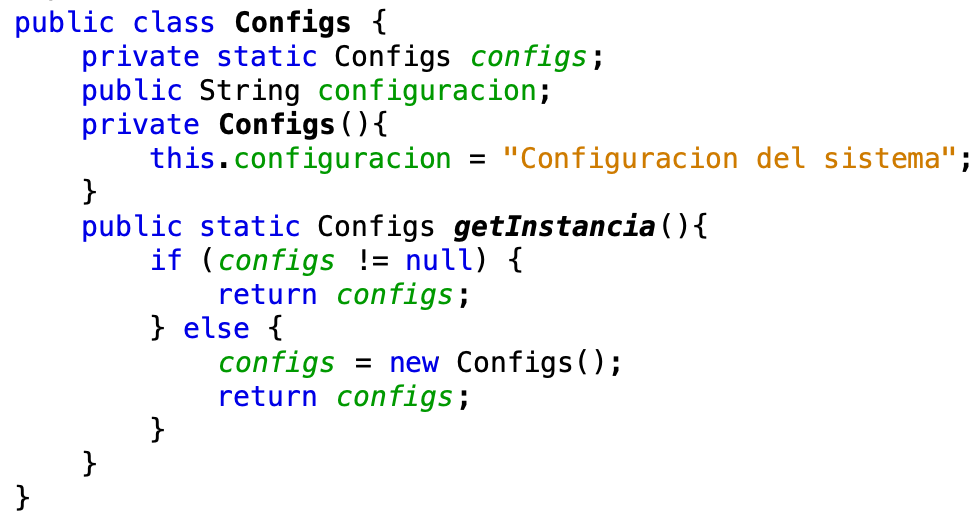 public class Configs {
    private static Configs configs;
    public String configuracion;
    private Configs(){
        this.configuracion = "Configuracion del sistema";
    }
    public static Configs getInstancia(){
        if (configs != null) {
            return configs;
        } else {
            configs = new Configs();
            return configs;
        }
    }
}